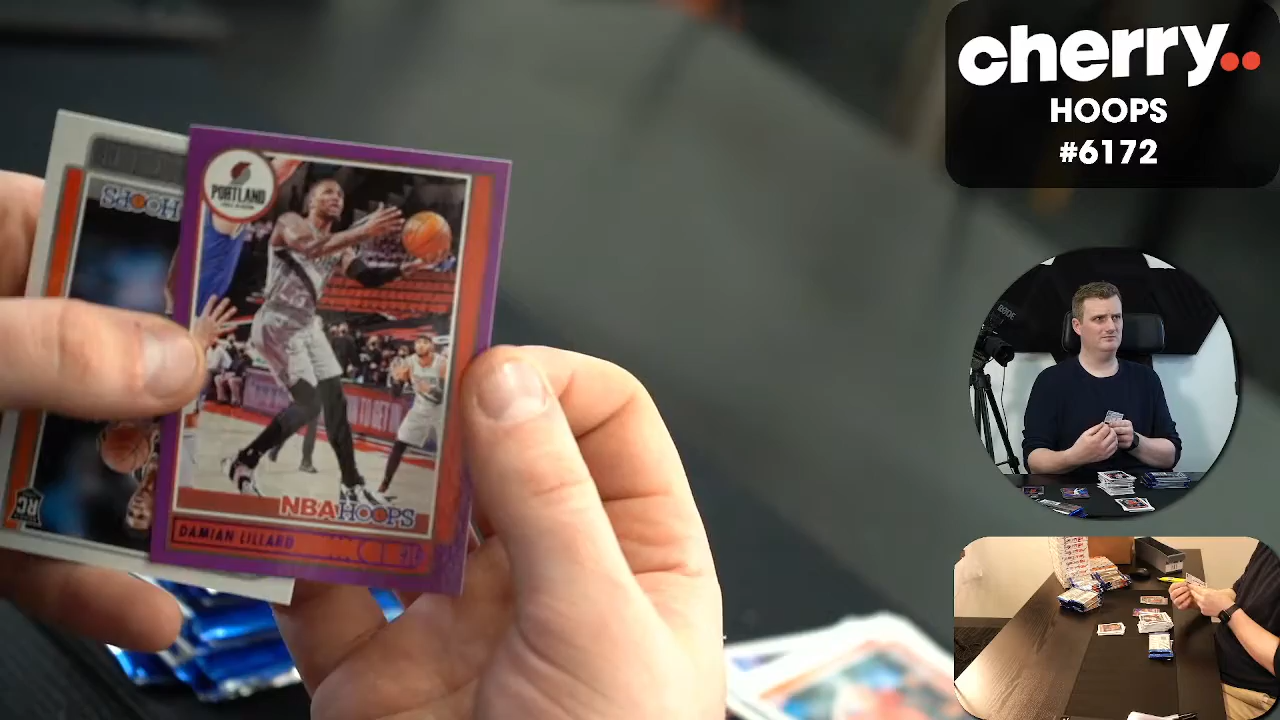 cherry..
HOOPS
#6172
PORTLAND
HOOPS
RC
NBA HOOPS
DAMIAN LILLARD